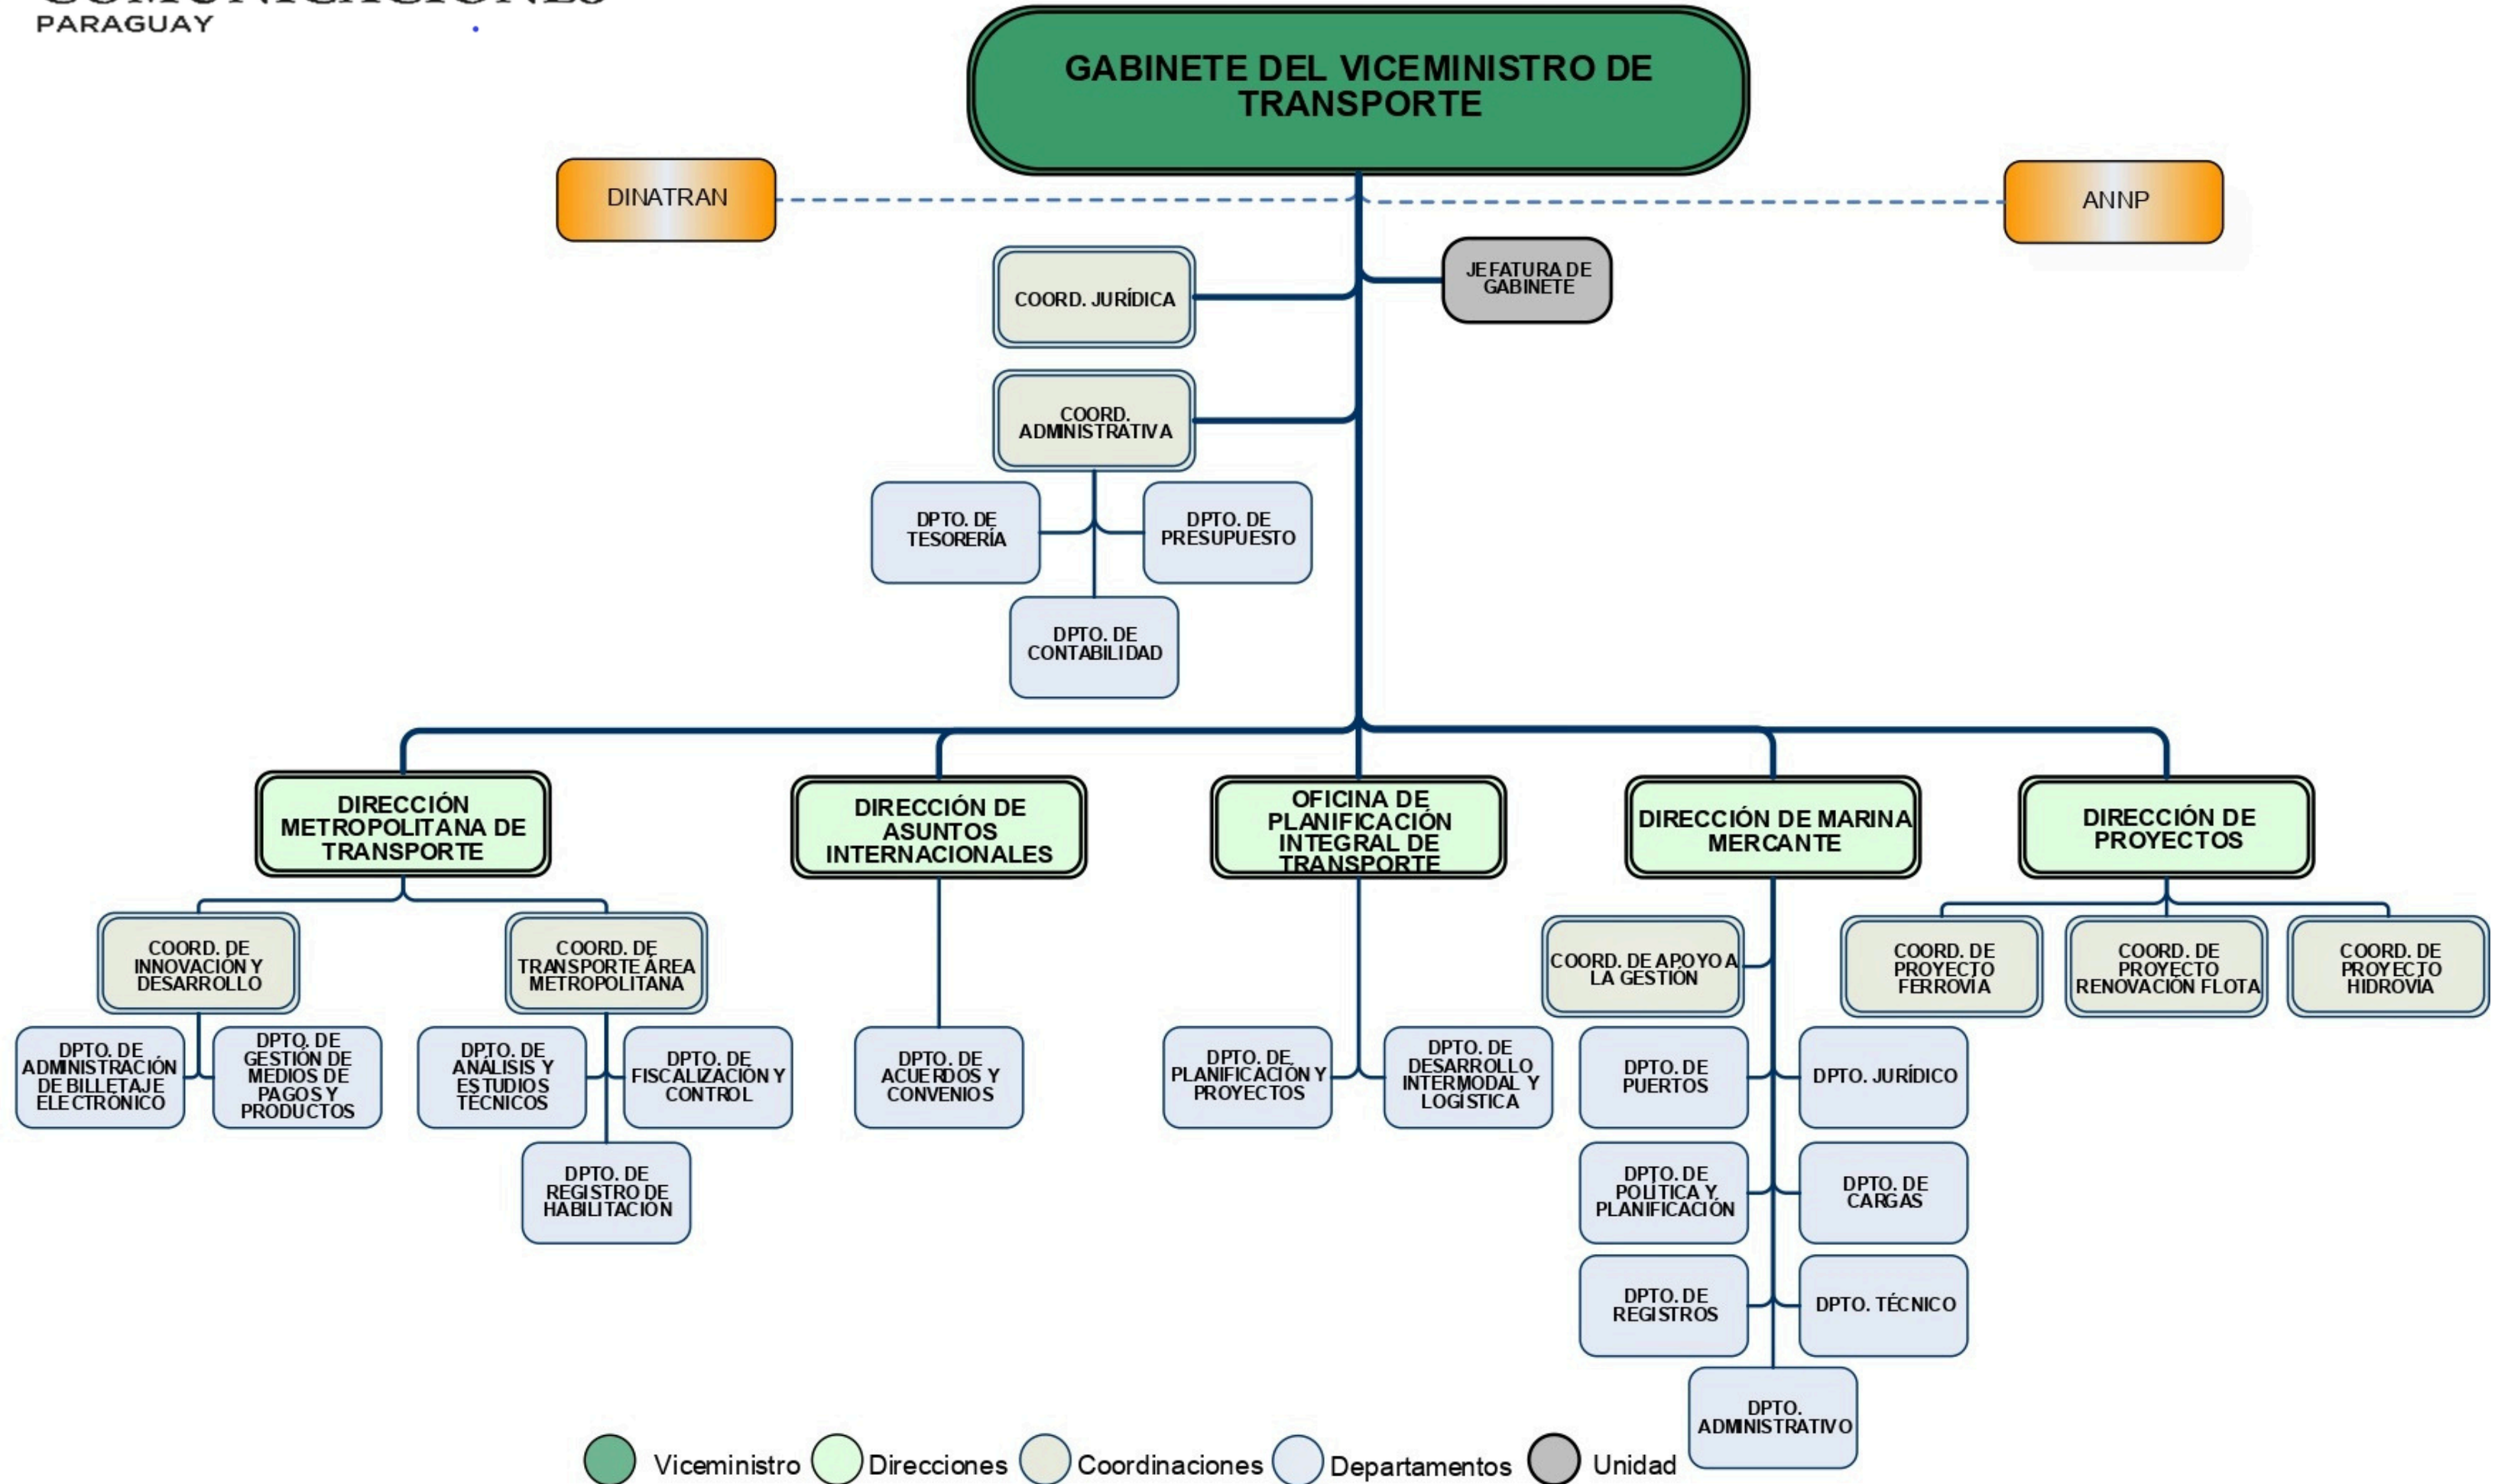 COMUNICACIONES
PARAGUAY
GABINETE DEL VICEMINISTRO DE
TRANSPORTE
DINATRAN
ANNP
JEFATURA DE
GABINETE
COORD. JURÍDICA
COORD.
ADMINISTRATIVA
DPTO. DE
TESORERÍA
DPTO. DE
PRESUPUESTO
DPTO. DE
CONTABILIDAD
DIRECCIÓN
METROPOLITANA DE
TRANSPORTE
DIRECCIÓN DE
ASUNTOS
INTERNACIONALES
OFICINA DE
PLANIFICACIÓN
INTEGRAL DE
TRANSPORTE
DIRECCIÓN DE MARINA
MERCANTE
DIRECCIÓN DE
PROYECTOS
COORD. DE
INNOVACIÓN Y
DESARROLLO
COORD. DE
TRANSPORTE ÁREA
METROPOLITANA
COORD. DE APOYO A
LA GESTIÓN
COORD. DE
PROYECTO
FERROVÍA
COORD. DE
PROYECTO
RENOVACIÓN FLOTA
COORD. DE
PROYECTO
HIDROVÍA
DPTO. DE
ADMINISTRACIÓN
DE BILLETAJE
ELECTRÓNICO
DPTO. DE
GESTIÓN DE
MEDIOS DE
PAGOS Y
PRODUCTOS
DPTO. DE
ANÁLISIS Y
ESTUDIOS
TÉCNICOS
DPTO. DE
FISCALIZACIÓN Y
CONTROL
DPTO. DE
REGISTRO DE
HABILITACIÓN
DPTO. DE
ACUERDOS Y
CONVENIOS
DPTO. DE
PLANIFICACIÓN Y
PROYECTOS
DPTO. DE
DESARROLLO
INTERMODAL Y
LOGÍSTICA
DPTO. DE
PUERTOS
DPTO. JURÍDICO
DPTO. DE
POLÍTICA Y
PLANIFICACIÓN
DPTO. DE
CARGAS
DPTO. DE
REGISTROS
DPTO. TÉCNICO
DPTO.
ADMINISTRATIVO
Viceministro
Direcciones
Coordinaciones
Departamentos
Unidad